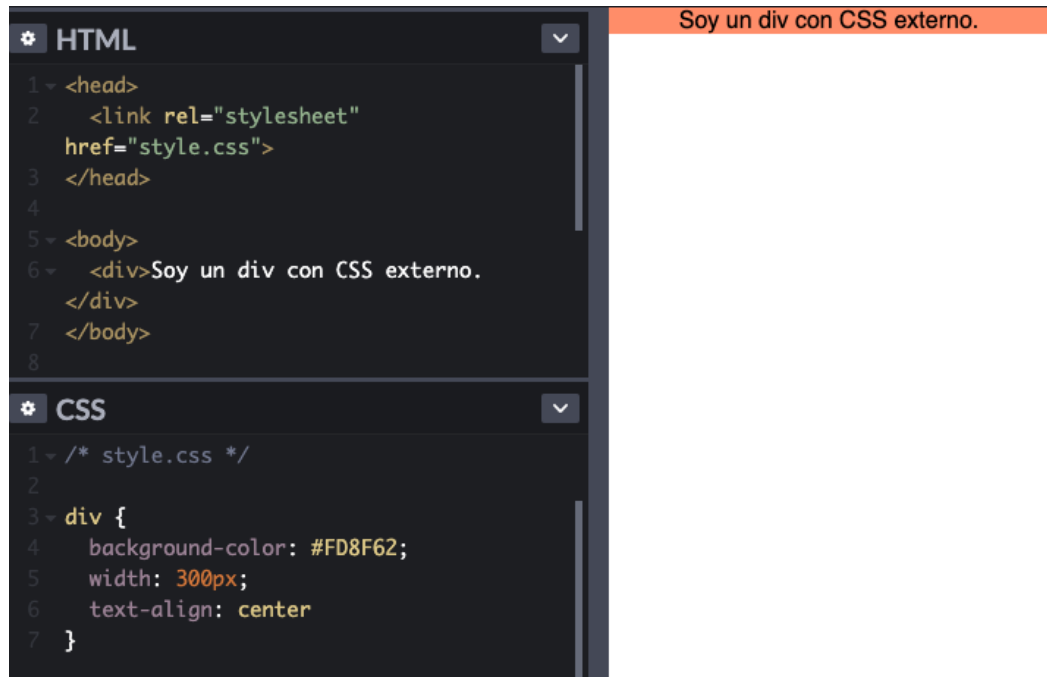 HTML
1 <head>
2 <link rel="stylesheet"
href="style.css">
3 </head>
4
5 <body>
6 <div>Soy un div con CSS externo.
</div>
7 </body>
8
CSS
1 /* style.css */
2
3 div {
4 background-color: #FD8F62;
5 width: 300px;
6 text-align: center
7 }
Soy un div con CSS externo.